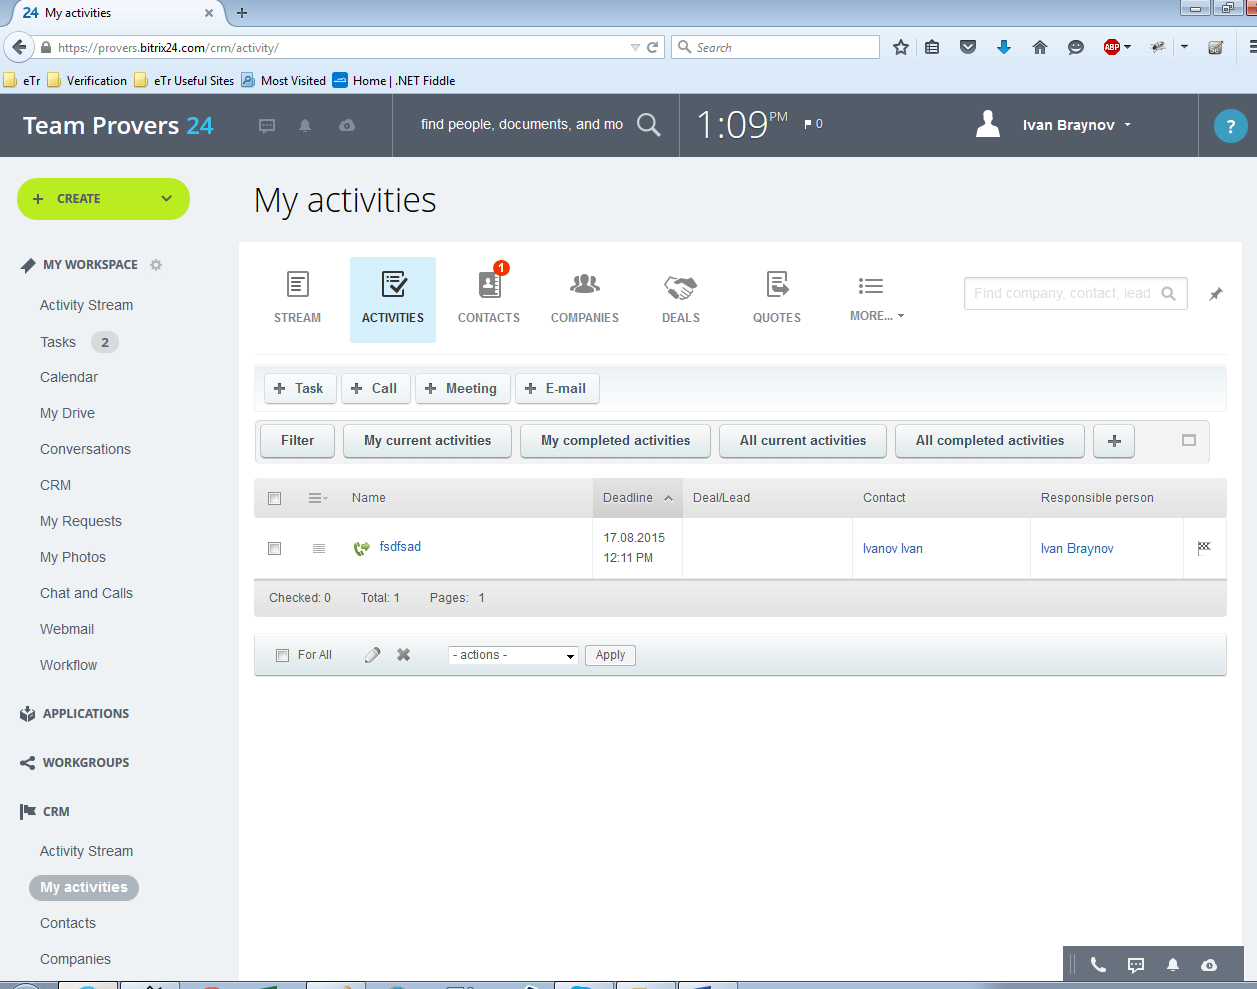 24 My activities
https://provers.bitrix24.com/crm/activity/
Search
ABP
eTr Verification eTr Useful Sites Most Visited Home | .NET Fiddle
Team Provers 24
find people, documents, and mo
1:09 PM 0
Ivan Braynov
?
+ CREATE
My activities
MY WORKSPACE
Activity Stream
Tasks 2
Calendar
My Drive
Conversations
CRM
My Requests
My Photos
Chat and Calls
Webmail
Workflow
APPLICATIONS
WORKGROUPS
CRM
Activity Stream
My activities
Contacts
Companies
1
STREAM ACTIVITIES CONTACTS COMPANIES DEALS QUOTES MORE...
Find company, contact, lead
+ Task + Call + Meeting + E-mail
Filter My current activities My completed activities All current activities All completed activities +
Name Deadline Deal/Lead Contact Responsible person
fsdfsad 17.08.2015 12:11 PM Ivanov Ivan Ivan Braynov
Checked: 0 Total: 1 Pages: 1
For All - actions - Apply